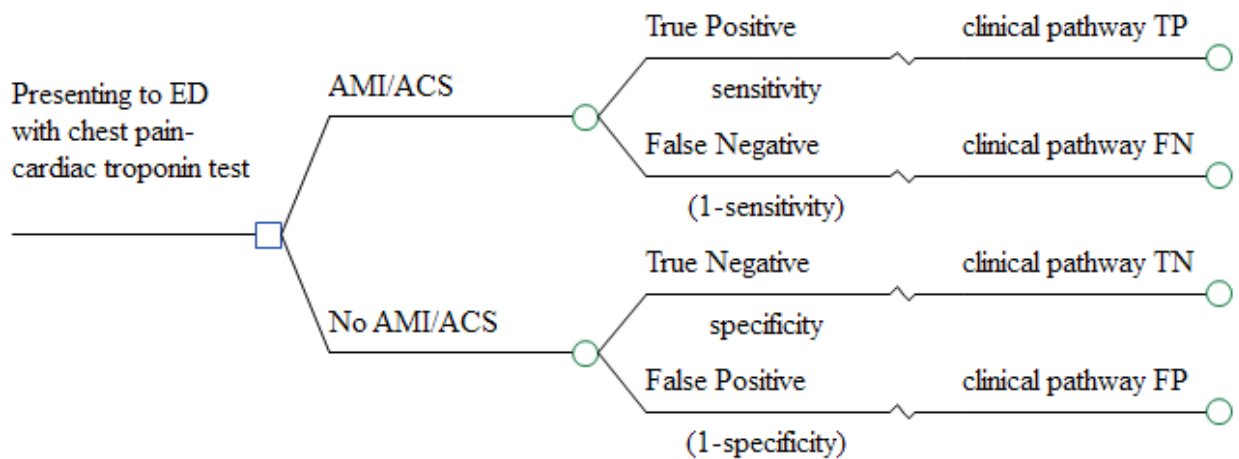 Presenting to ED
with chest pain-
cardiac troponin test
AMI/ACS
True Positive
sensitivity
clinical pathway TP
False Negative
(1-sensitivity)
clinical pathway FN
No AMI/ACS
True Negative
specificity
clinical pathway TN
False Positive
(1-specificity)
clinical pathway FP